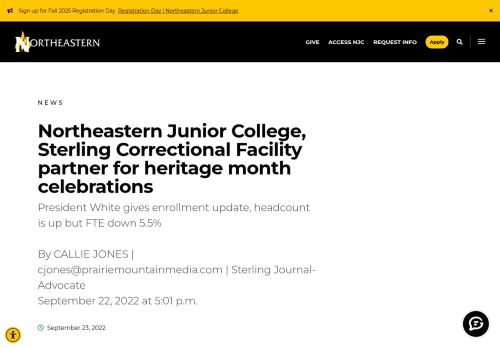 Sign up for Fall 2025 Registration Day Registration Day | Northeastern Junior College ×
NORTHEASTERN GIVE ACCESS NJC REQUEST INFO Apply
NEWS
Northeastern Junior College,
Sterling Correctional Facility
partner for heritage month
celebrations
President White gives enrollment update, headcount
is up but FTE down 5.5%
By CALLIE JONES |
cjones@prairiemountainmedia.com | Sterling Journal-
Advocate
September 22, 2022 at 5:01 p.m.
September 23, 2022